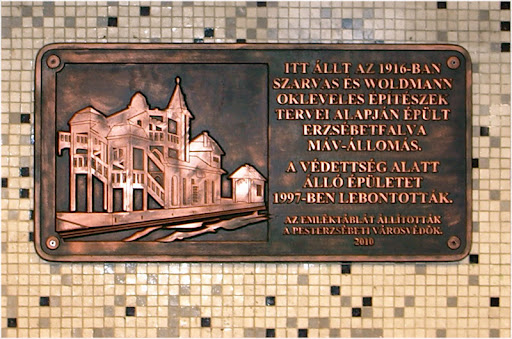 ITT ÁLLT AZ 1916-BAN
SZARVAS ÉS WOLDMANN
OKLEVELES ÉPÍTÉSZEK
TERVEI ALAPJÁN ÉPÜLT
ERZSÉBETFALVA
MÁV-ÁLLOMÁS.
A VÉDETTSÉG ALATT
ÁLLÓ ÉPÜLETET
1997-BEN LEBONTOTTÁK.
AZ EMLÉKTÁBLÁT ÁLLÍTOTTÁK
A PESTERZSÉBETI VÁROSVÉDŐK.
2010